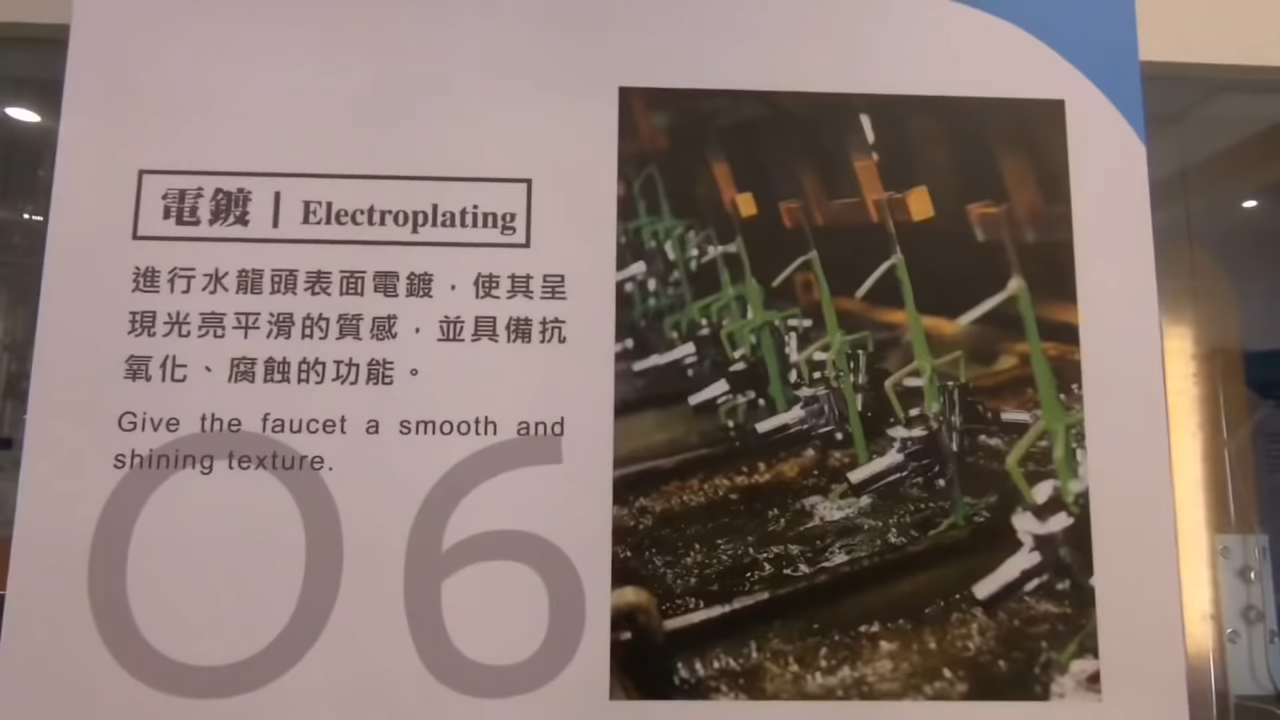 電鍍 | Electroplating
進行水龍頭表面電鍍，使其呈
現光亮平滑的質感，並具備抗
氧化、腐蝕的功能。
Give the faucet a smooth and
shining texture.
06